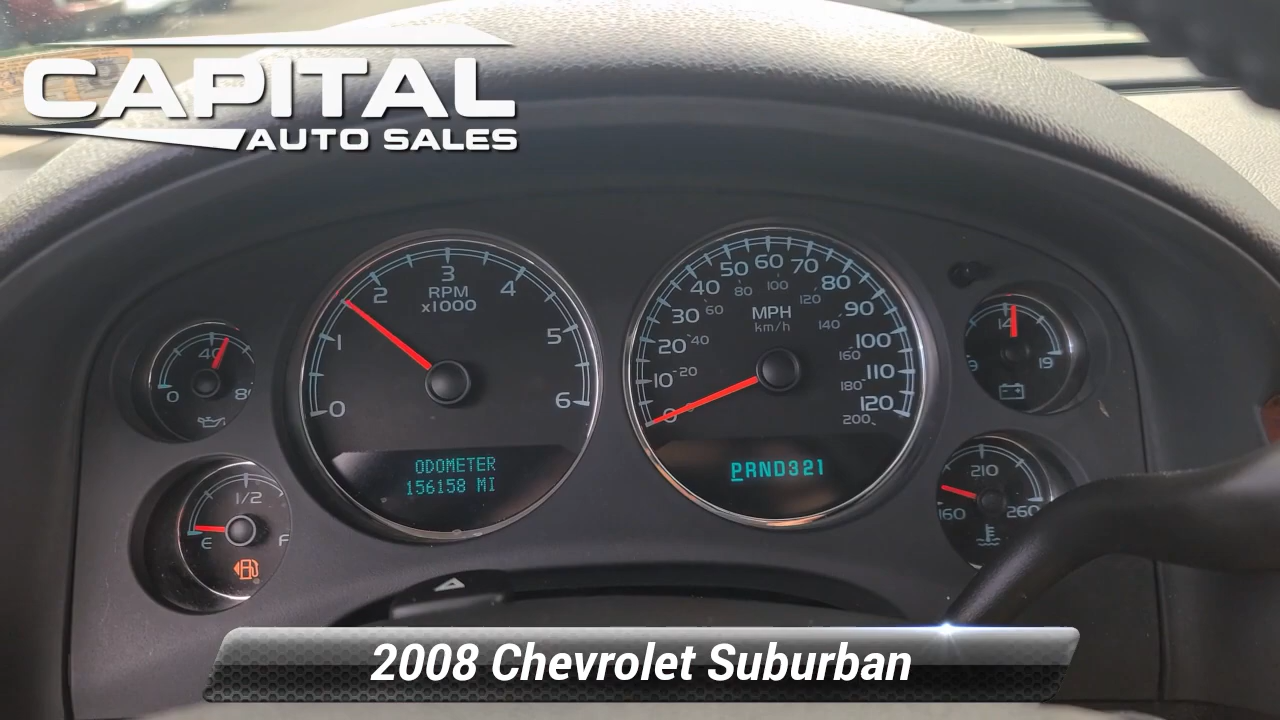 CAPITAL
AUTO SALES
0 1 2 3 4 5 6
RPM
x1000
ODOMETER
156158 MI
0 10 20 30 40 50 60 70 80 90 100 110 120
20 40 60 80 100 120 140 160 180 200
MPH
km/h
PRND321
0 40 80
E 1/2 F
14 19
160 210 260
2008 Chevrolet Suburban